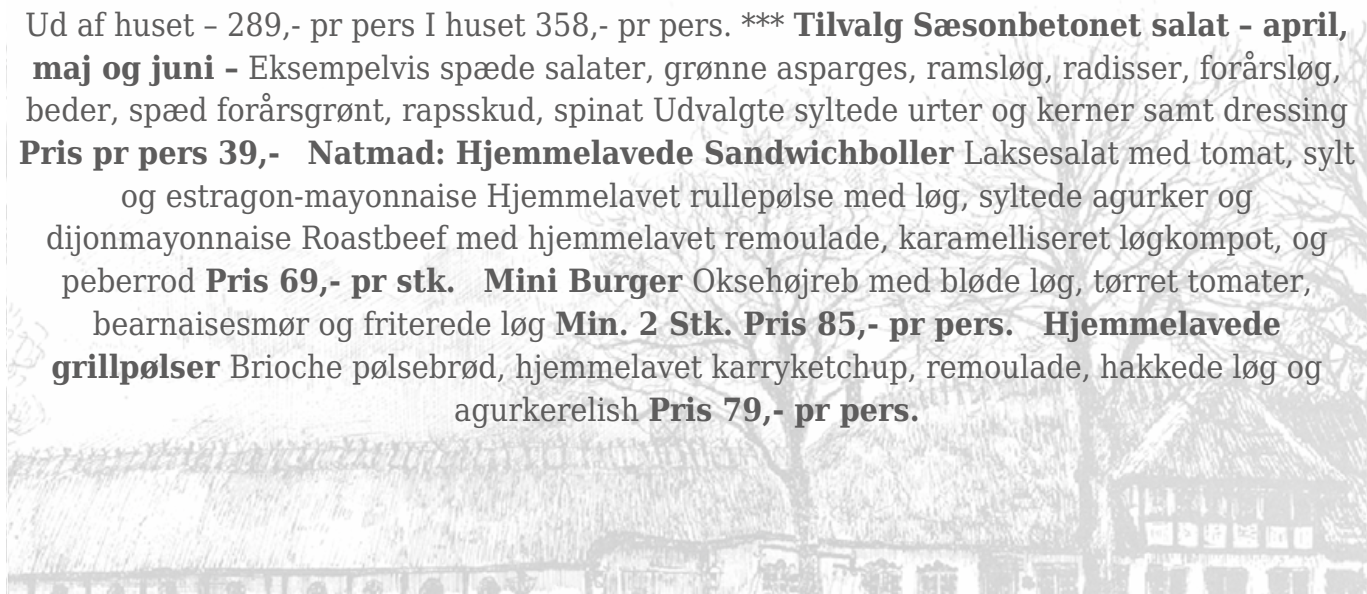 Ud af huset – 289,- pr pers I huset 358,- pr pers. *** Tilvalg Sæsonbetonet salat – april,
maj og juni – Eksempelvis spæde salater, grønne asparges, ramsløg, radisser, forårsløg,
beder, spæd forårsgrønt, rapsskud, spinat Udvalgte syltede urter og kerner samt dressing
Pris pr pers 39,-   Natmad: Hjemmelavede Sandwichboller Laksesalat med tomat, sylt
og estragon-mayonnaise Hjemmelavet rullepølse med løg, syltede agurker og
dijonmayonnaise Roastbeef med hjemmelavet remoulade, karamelliseret løgkompot, og
peberrod Pris 69,- pr stk.   Mini Burger Oksehøjreb med bløde løg, tørret tomater,
bearnaisesmør og friterede løg Min. 2 Stk. Pris 85,- pr pers.   Hjemmelavede
grillpølser Brioche pølsebrød, hjemmelavet karryketchup, remoulade, hakkede løg og
agurkerelish Pris 79,- pr pers.